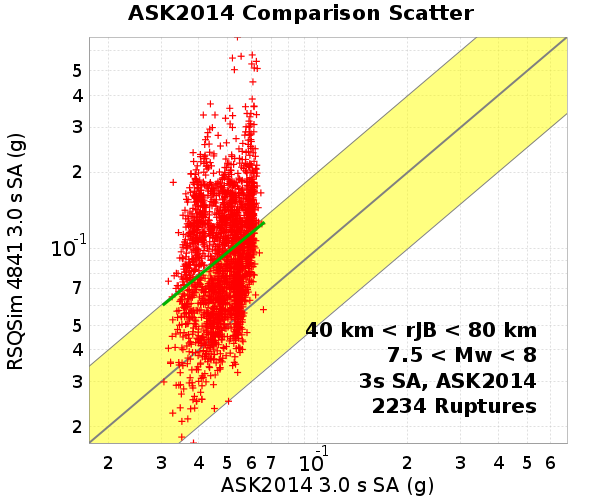 ASK2014 Comparison Scatter
RSQSim 4841 3.0 s SA (g)
5
4
3
2
10-1
7
5
4
3
2
40 km < rJB < 80 km
7.5 < Mw < 8
3s SA, ASK2014
2234 Ruptures
2 3 4 5 6 7 10-1 2 3 4 5 6
ASK2014 3.0 s SA (g)